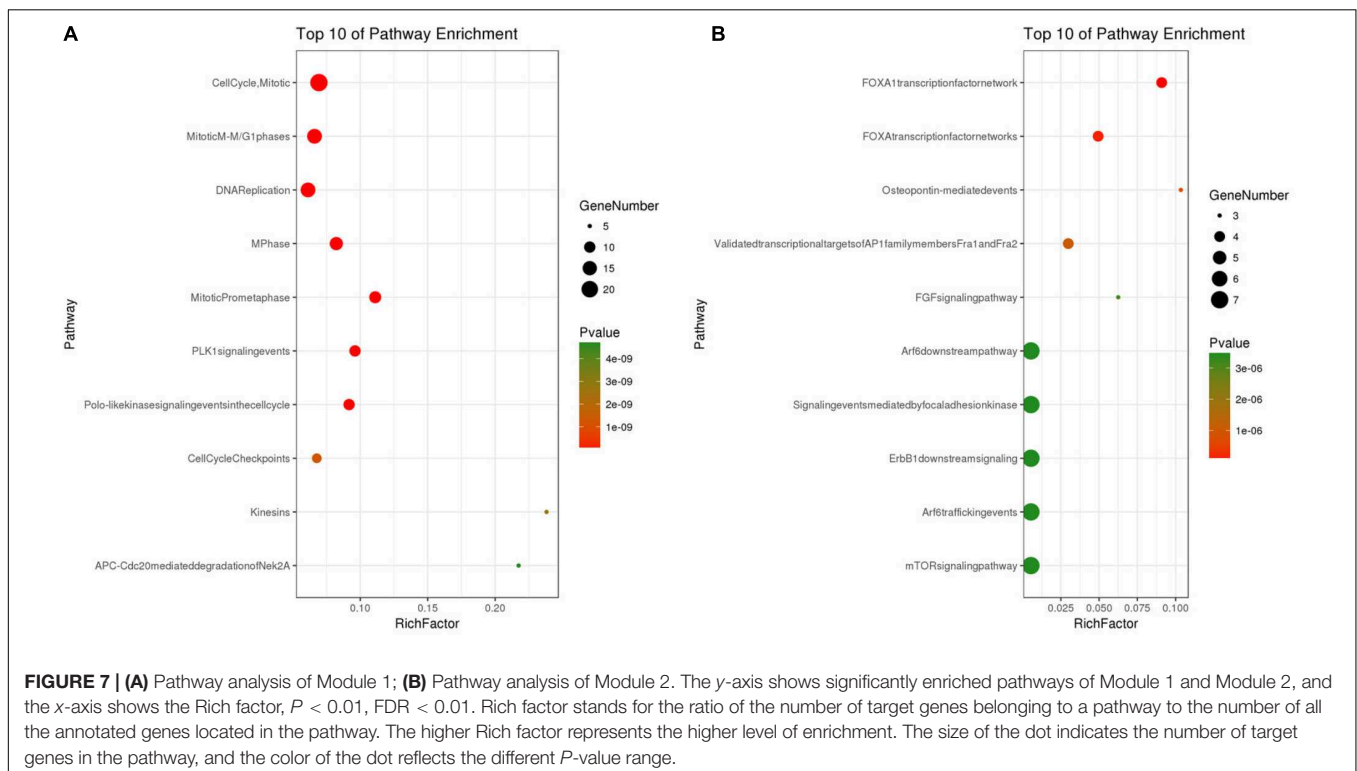 A
Top 10 of Pathway Enrichment
CellCycle,Mitotic
MitoticM-M/G1phases
DNAReplication
MPhase
MitoticPrometaphase
PLK1signalingevents
Polo-likekinasesignalingeventsinthecellcycle
CellCycleCheckpoints
Kinesins
APC-Cdc20mediateddegradationofNek2A
Pathway
0.10
0.15
0.20
RichFactor
GeneNumber
5
10
15
20
Pvalue
4e-09
3e-09
2e-09
1e-09
B
Top 10 of Pathway Enrichment
FOXA1transcriptionfactornetwork
FOXAtranscriptionfactornetworks
Osteopontin-mediatedevents
ValidatedtranscriptionaltargetsofAP1familymembersFra1andFra2
FGFsignalingpathway
Arf6downstreampathway
Signalingeventsmediatedbyfocaladhesionkinase
ErbB1downstreamsignaling
Arf6traffickingevents
mTORsignalingpathway
Pathway
0.025
0.050
0.075
0.100
RichFactor
GeneNumber
3
4
5
6
7
Pvalue
3e-06
2e-06
1e-06
FIGURE 7 | (A) Pathway analysis of Module 1; (B) Pathway analysis of Module 2. The y-axis shows significantly enriched pathways of Module 1 and Module 2, and
the x-axis shows the Rich factor, P < 0.01, FDR < 0.01. Rich factor stands for the ratio of the number of target genes belonging to a pathway to the number of all
the annotated genes located in the pathway. The higher Rich factor represents the higher level of enrichment. The size of the dot indicates the number of target
genes in the pathway, and the color of the dot reflects the different P-value range.